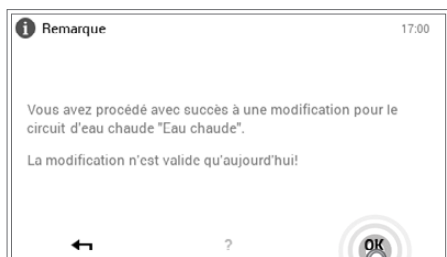 Remarque 17:00
Vous avez procédé avec succès à une modification pour le
circuit d'eau chaude "Eau chaude".
La modification n'est valide qu'aujourd'hui!
? OK